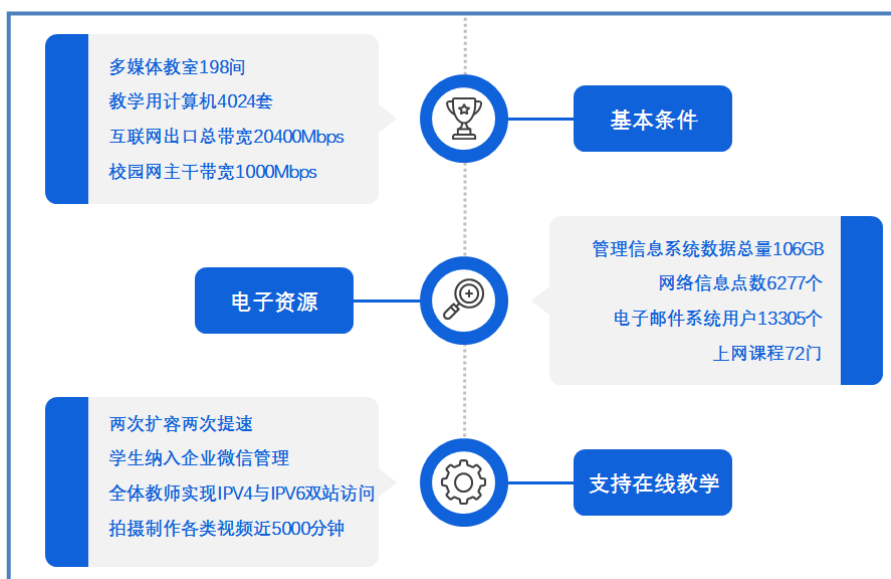 多媒体教室198间
教学用计算机4024套
互联网出口总带宽20400Mbps
校园网主干带宽1000Mbps
基本条件
电子资源
管理信息系统数据总量106GB
网络信息点数6277个
电子邮件系统用户13305个
上网课程72门
两次扩容两次提速
学生纳入企业微信管理
全体教师实现IPV4与IPV6双站访问
拍摄制作各类视频近5000分钟
支持在线教学